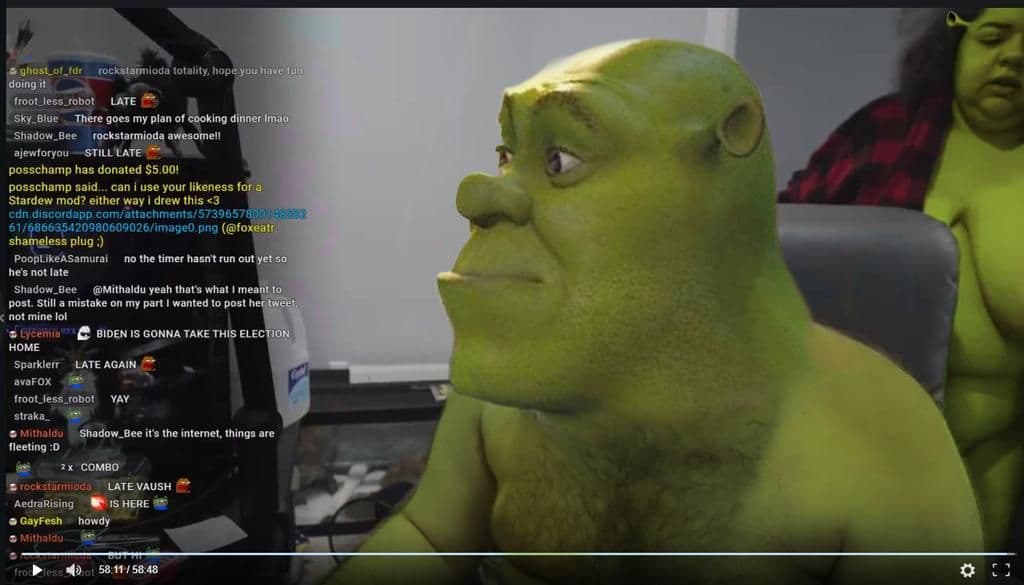 ghost_of_fdr rockstarmioda totality, hope you have fun
doing it
froot_less_robot LATE
Sky_Blue There goes my plan of cooking dinner lmao
Shadow_Bee rockstarmioda awesome!!
ajewforyou STILL LATE
posschamp has donated $5.00!
posschamp said... can i use your likeness for a
Stardew mod? either way i drew this <3
cdn.discordapp.com/attachments/573965780
61/686635420980609026/image0.png (@foxeatr
shameless plug ;)
PoopLikeASamurai no the timer hasn't run out yet so
he's not late
Shadow_Bee @Mithaldu yeah that's what I meant to
post. Still a mistake on my part I wanted to post her tweet,
not mine lol
Lycemia BIDEN IS GONNA TAKE THIS ELECTION
HOME
Sparklerr LATE AGAIN
avaFOX
froot_less_robot YAY
straka_
Mithaldu Shadow_Bee it's the internet, things are
fleeting :D
2 x COMBO
rockstarmioda LATE VAUSH
AedraRising IS HERE
GayFesh howdy
Mithaldu
rockstarmioda BUT HI
froot_less_robot
58:11 / 58:48